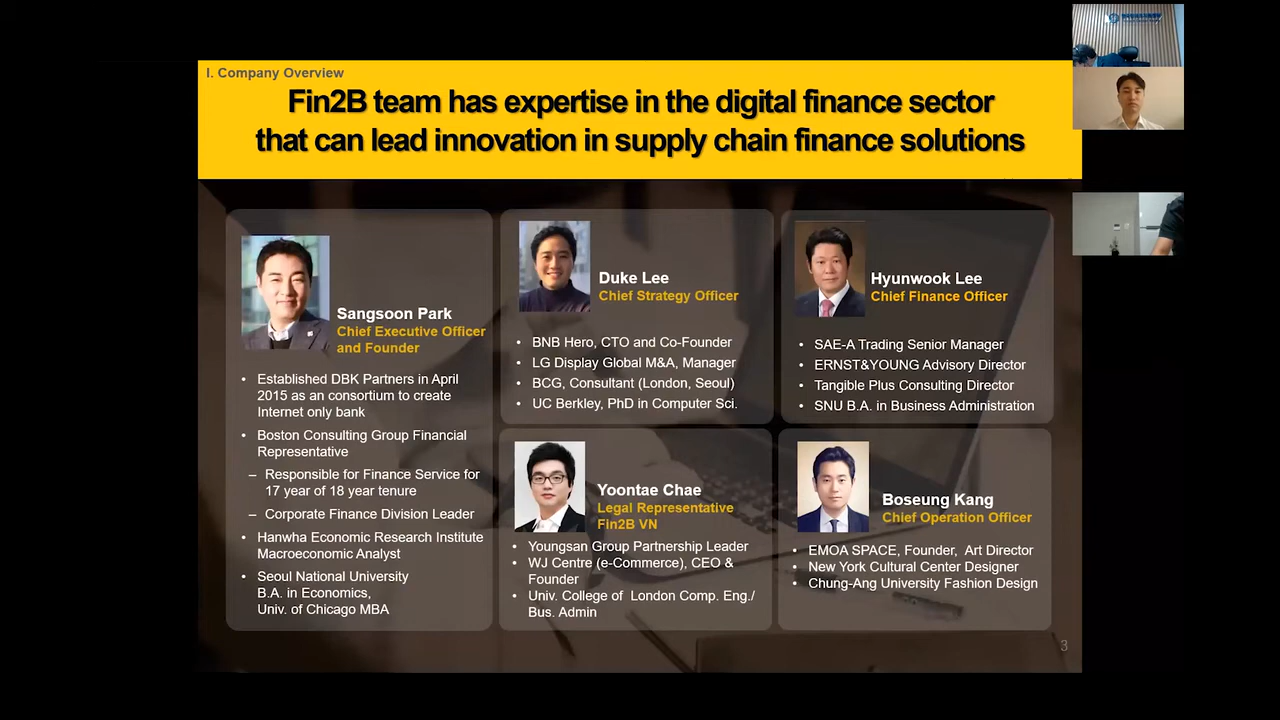 I. Company Overview
Fin2B team has expertise in the digital finance sector
that can lead innovation in supply chain finance solutions
Sangsoon Park
Chief Executive Officer
and Founder
• Established DBK Partners in April
2015 as an consortium to create
Internet only bank
• Boston Consulting Group Financial
Representative
– Responsible for Finance Service for
17 year of 18 year tenure
– Corporate Finance Division Leader
• Hanwha Economic Research Institute
Macroeconomic Analyst
• Seoul National University
B.A. in Economics,
Univ. of Chicago MBA
Duke Lee
Chief Strategy Officer
• BNB Hero, CTO and Co-Founder
• LG Display Global M&A, Manager
• BCG, Consultant (London, Seoul)
• UC Berkley, PhD in Computer Sci.
Hyunwook Lee
Chief Finance Officer
• SAE-A Trading Senior Manager
• ERNST&YOUNG Advisory Director
• Tangible Plus Consulting Director
• SNU B.A. in Business Administration
Yoontae Chae
Legal Representative
Fin2B VN
• Youngsan Group Partnership Leader
• WJ Centre (e-Commerce), CEO &
Founder
• Univ. College of London Comp. Eng./
Bus. Admin
Boseung Kang
Chief Operation Officer
• EMOA SPACE, Founder, Art Director
• New York Cultural Center Designer
• Chung-Ang University Fashion Design
3